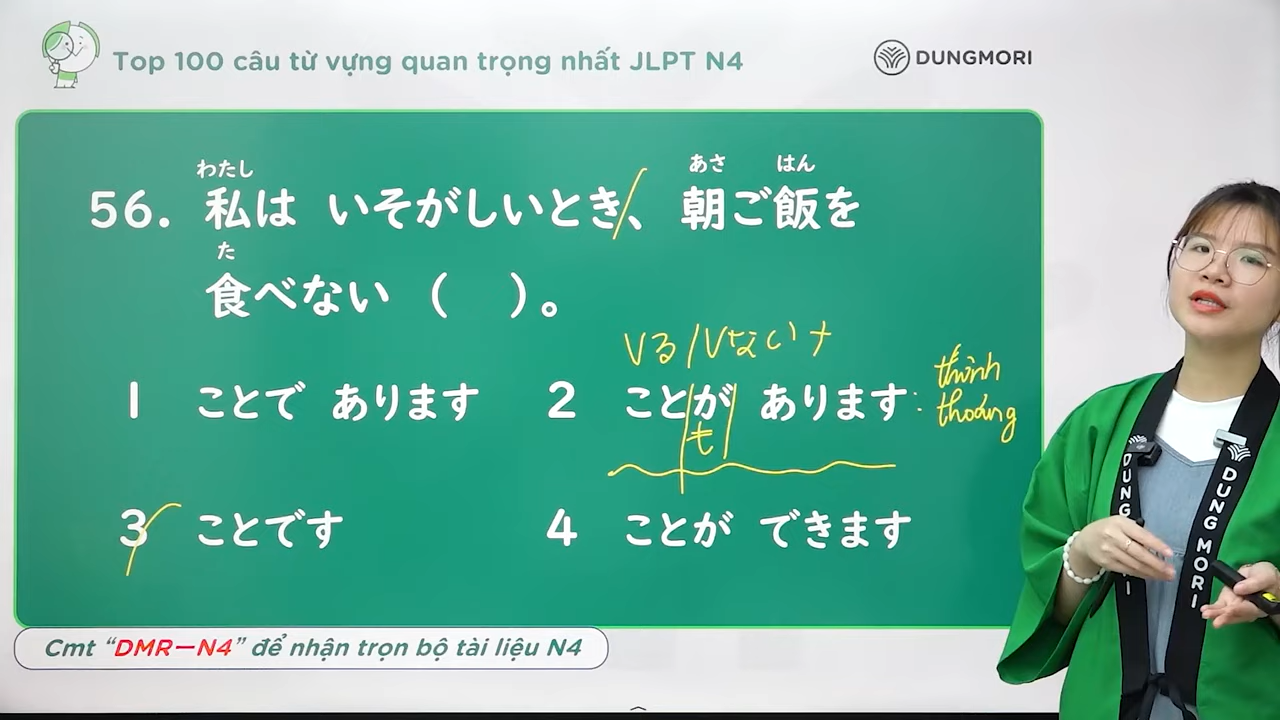 Top 100 câu từ vựng quan trọng nhất JLPT N4
DUNGMORI
わたし あさ はん
56. 私は いそがしいとき、 朝ご飯を
た
食べない ( )。
Vる/Vない +
1 ことで あります
2 ことが あります : thỉnh thoảng
も
3 ことです
4 ことが できます
Cmt “DMR–N4” để nhận trọn bộ tài liệu N4
DUNG MORI